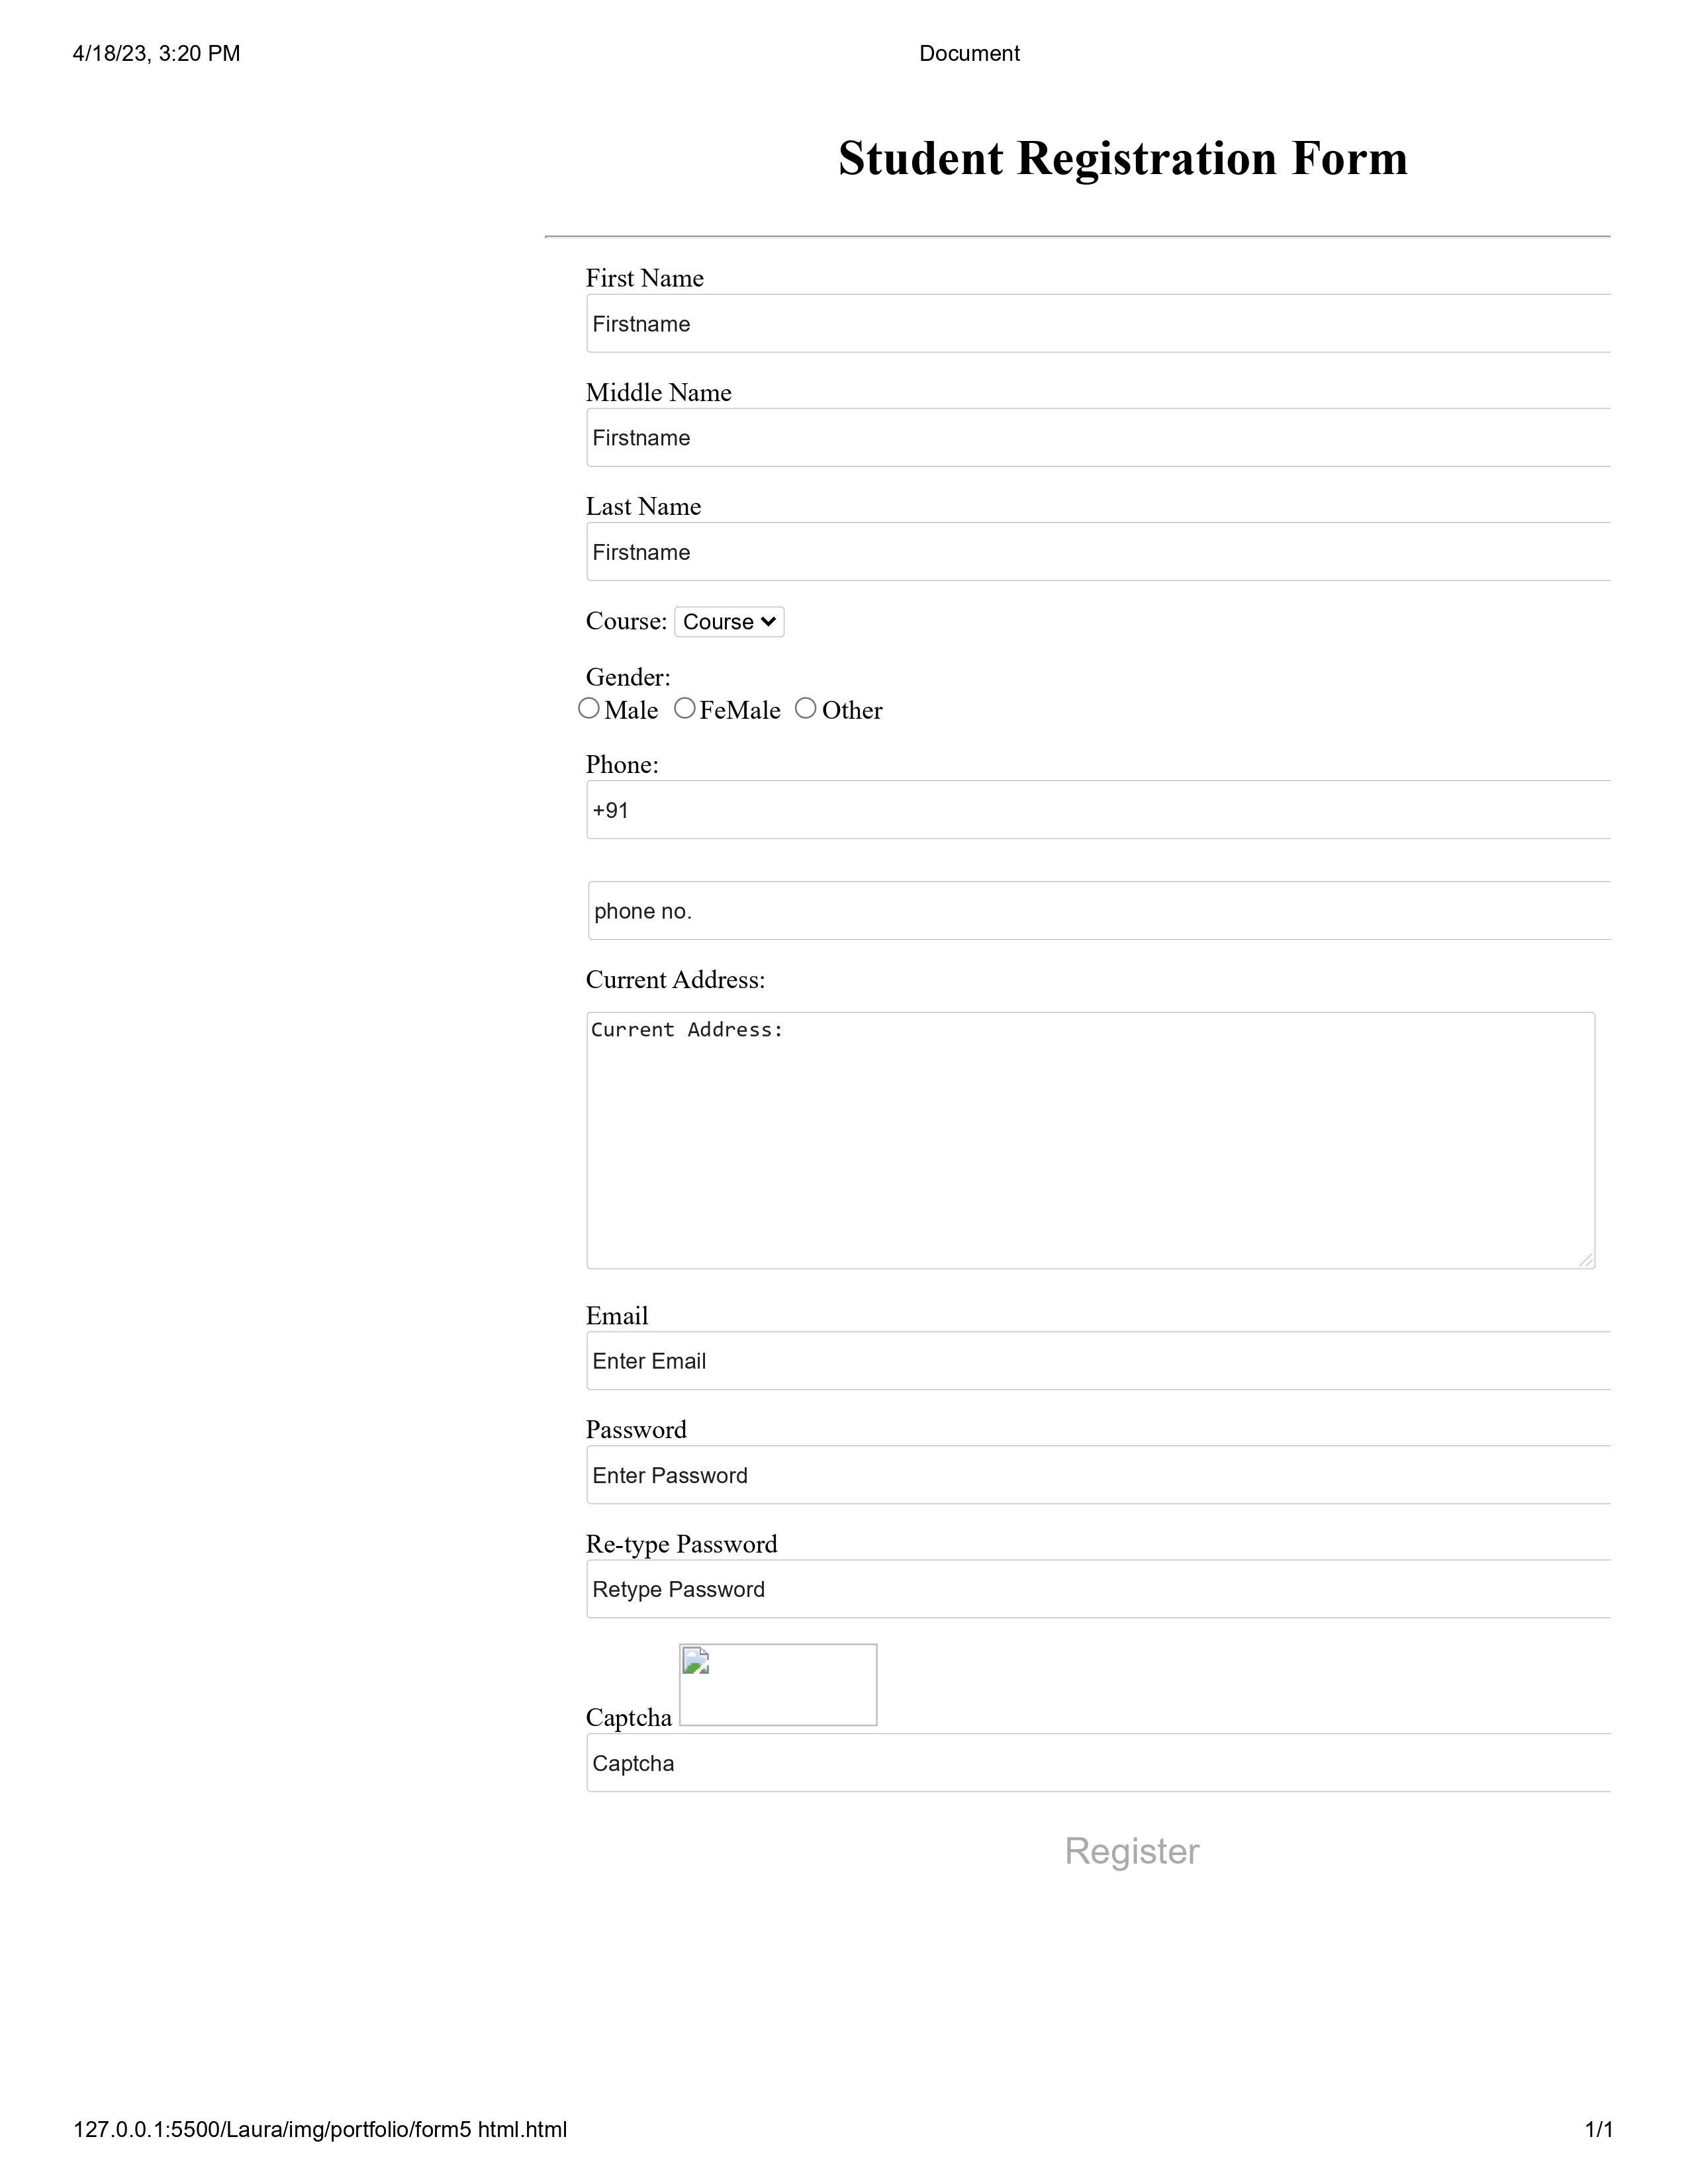 4/18/23, 3:20 PM Document
Student Registration Form
First Name
Firstname
Middle Name
Firstname
Last Name
Firstname
Course: Course
Gender:
Male FeMale Other
Phone:
+91
phone no.
Current Address:
Current Address:
Email
Enter Email
Password
Enter Password
Re-type Password
Retype Password
Captcha
Captcha
Register
127.0.0.1:5500/Laura/img/portfolio/form5 html.html 1/1